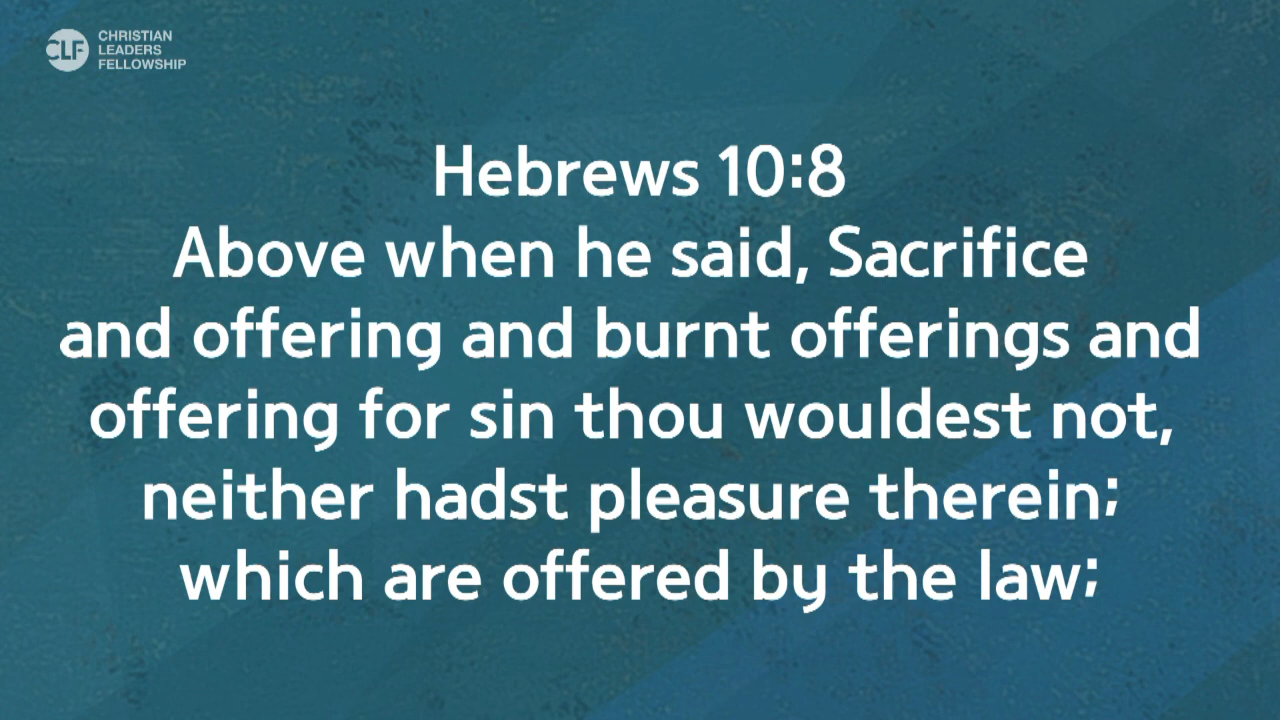 CLF
CHRISTIAN
LEADERS
FELLOWSHIP
Hebrews 10:8
Above when he said, Sacrifice
and offering and burnt offerings and
offering for sin thou wouldest not,
neither hadst pleasure therein;
which are offered by the law;